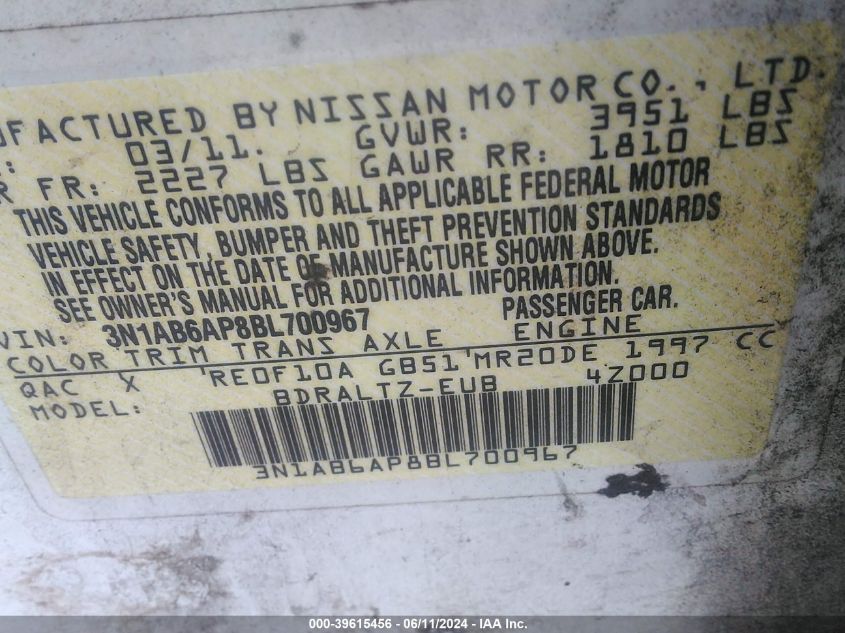 UFACTURED BY NISSAN MOTOR CO., LTD.
: 03/11. GVWR: 3951 LBS
R FR: 2227 LBS GAWR RR: 1810 LBS
THIS VEHICLE CONFORMS TO ALL APPLICABLE FEDERAL MOTOR
VEHICLE SAFETY, BUMPER AND THEFT PREVENTION STANDARDS
IN EFFECT ON THE DATE OF MANUFACTURE SHOWN ABOVE.
SEE OWNER'S MANUAL FOR ADDITIONAL INFORMATION.
VIN: 3N1AB6AP8BL700967 PASSENGER CAR.
COLOR TRIM TRANS AXLE ENGINE
QAC X RE0F10A GB51 MR20DE 1997 CC
MODEL: BDRALTZ-EUB 4Z000
3N1AB6AP8BL700967
000-39615456 - 06/11/2024 - IAA Inc.